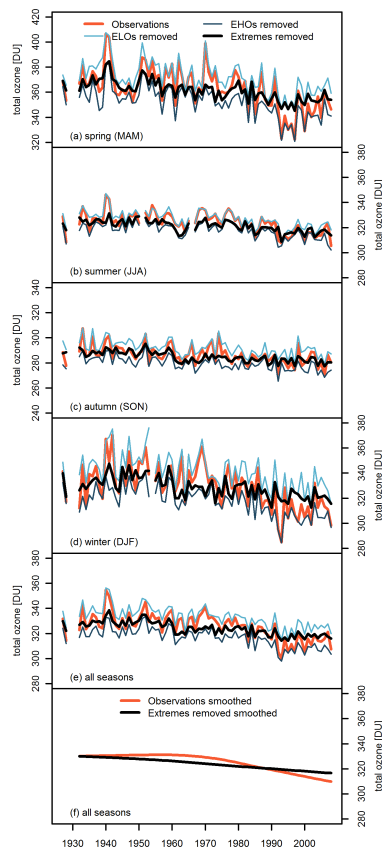 Observations EHOs removed
ELOs removed Extremes removed
420
400
380
360
340
320
total ozone [DU]
(a) spring (MAM)
380
360
340
320
300
280
total ozone [DU]
(b) summer (JJA)
340
320
300
280
260
240
total ozone [DU]
(c) autumn (SON)
380
360
340
320
300
280
total ozone [DU]
(d) winter (DJF)
380
360
340
320
300
280
total ozone [DU]
(e) all seasons
Observations smoothed
Extremes removed smoothed
380
360
340
320
300
280
total ozone [DU]
(f) all seasons
1930 1940 1950 1960 1970 1980 1990 2000